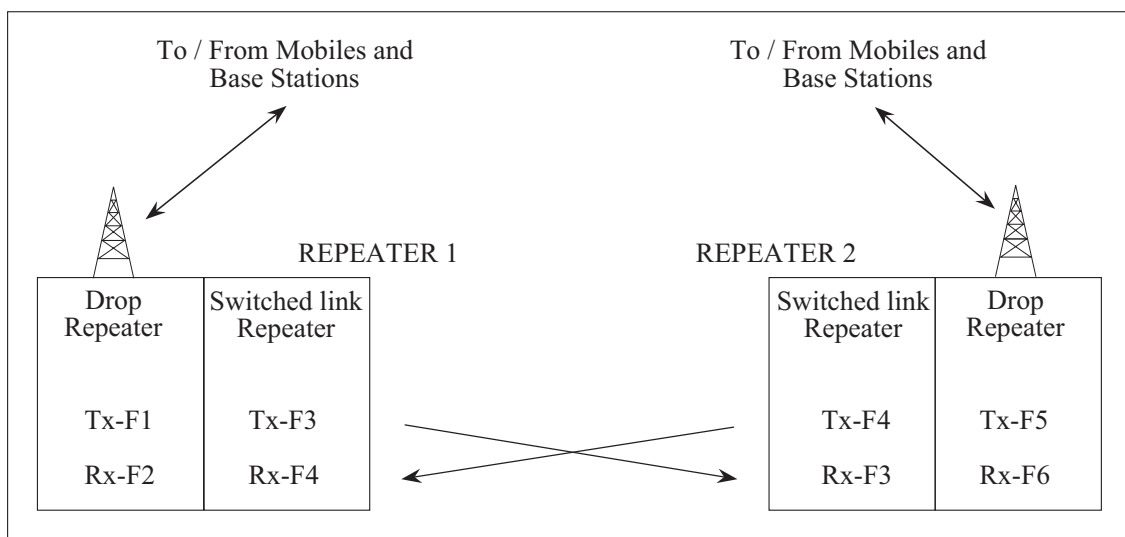 To / From Mobiles and
Base Stations
To / From Mobiles and
Base Stations
REPEATER 1
REPEATER 2
Drop
Repeater
Tx-F1
Rx-F2
Switched link
Repeater
Tx-F3
Rx-F4
Switched link
Repeater
Tx-F4
Rx-F3
Drop
Repeater
Tx-F5
Rx-F6